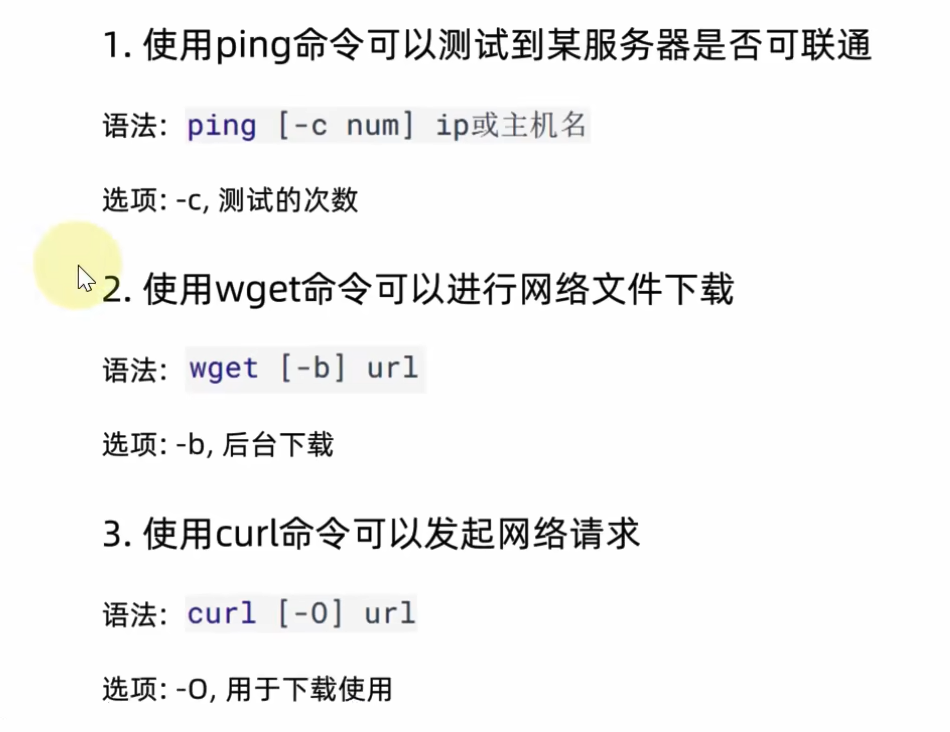 1. 使用ping命令可以测试到某服务器是否可联通
语法: ping [-c num] ip或主机名
选项: -c, 测试的次数
2. 使用wget命令可以进行网络文件下载
语法: wget [-b] url
选项: -b, 后台下载
3. 使用curl命令可以发起网络请求
语法: curl [-O] url
选项: -O, 用于下载使用